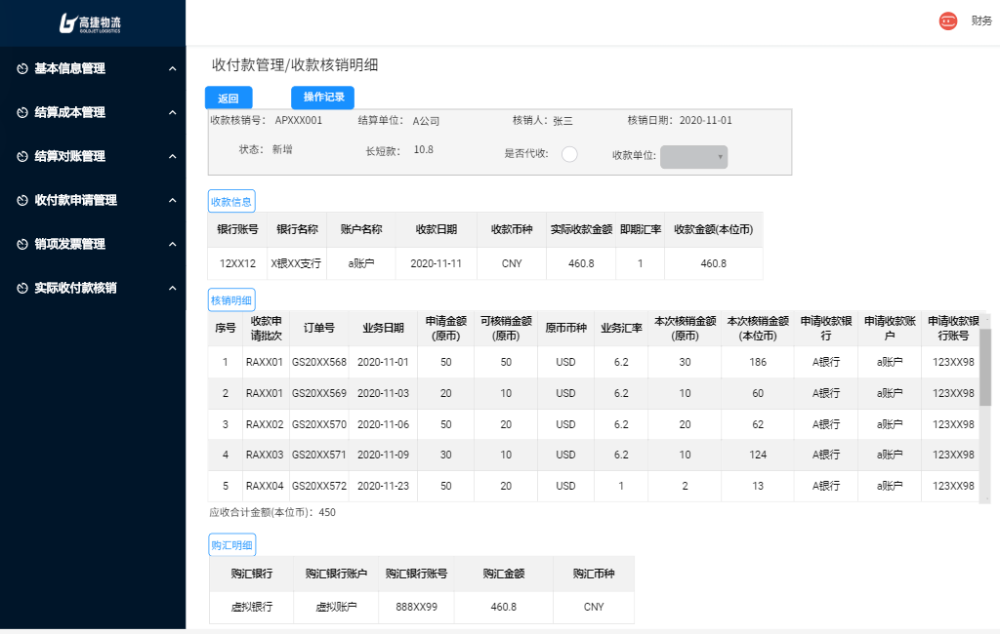 高捷物流
GOLDJET LOGISTICS
财务
基本信息管理
结算成本管理
结算对账管理
收付款申请管理
销项发票管理
实际收付款核销
收付款管理/收款核销明细
返回 操作记录
收款核销号： APXXX001 结算单位： A公司 核销人： 张三 核销日期： 2020-11-01
状态： 新增 长短款： 10.8 是否代收: 收款单位:
收款信息
银行账号 银行名称 账户名称 收款日期 收款币种 实际收款金额 即期汇率 收款金额(本位币)
12XX12 X银XX支行 a账户 2020-11-11 CNY 460.8 1 460.8
核销明细
序号 收款申请批次 订单号 业务日期 申请金额(原币) 可核销金额(原币) 原币币种 业务汇率 本次核销金额(原币) 本次核销金额(本位币) 申请收款银行 申请收款账户 申请收款银行账号
1 RAXX01 GS20XX568 2020-11-01 50 50 USD 6.2 30 186 A银行 a账户 123XX98
2 RAXX01 GS20XX569 2020-11-03 20 10 USD 6.2 10 60 A银行 a账户 123XX98
3 RAXX02 GS20XX570 2020-11-06 50 20 USD 6.2 20 62 A银行 a账户 123XX98
4 RAXX03 GS20XX571 2020-11-09 30 10 USD 6.2 10 124 A银行 a账户 123XX98
5 RAXX04 GS20XX572 2020-11-23 50 20 USD 1 2 13 A银行 a账户 123XX98
应收合计金额(本位币)： 450
购汇明细
购汇银行 购汇银行账户 购汇银行账号 购汇金额 购汇币种
虚拟银行 虚拟账户 888XX99 460.8 CNY